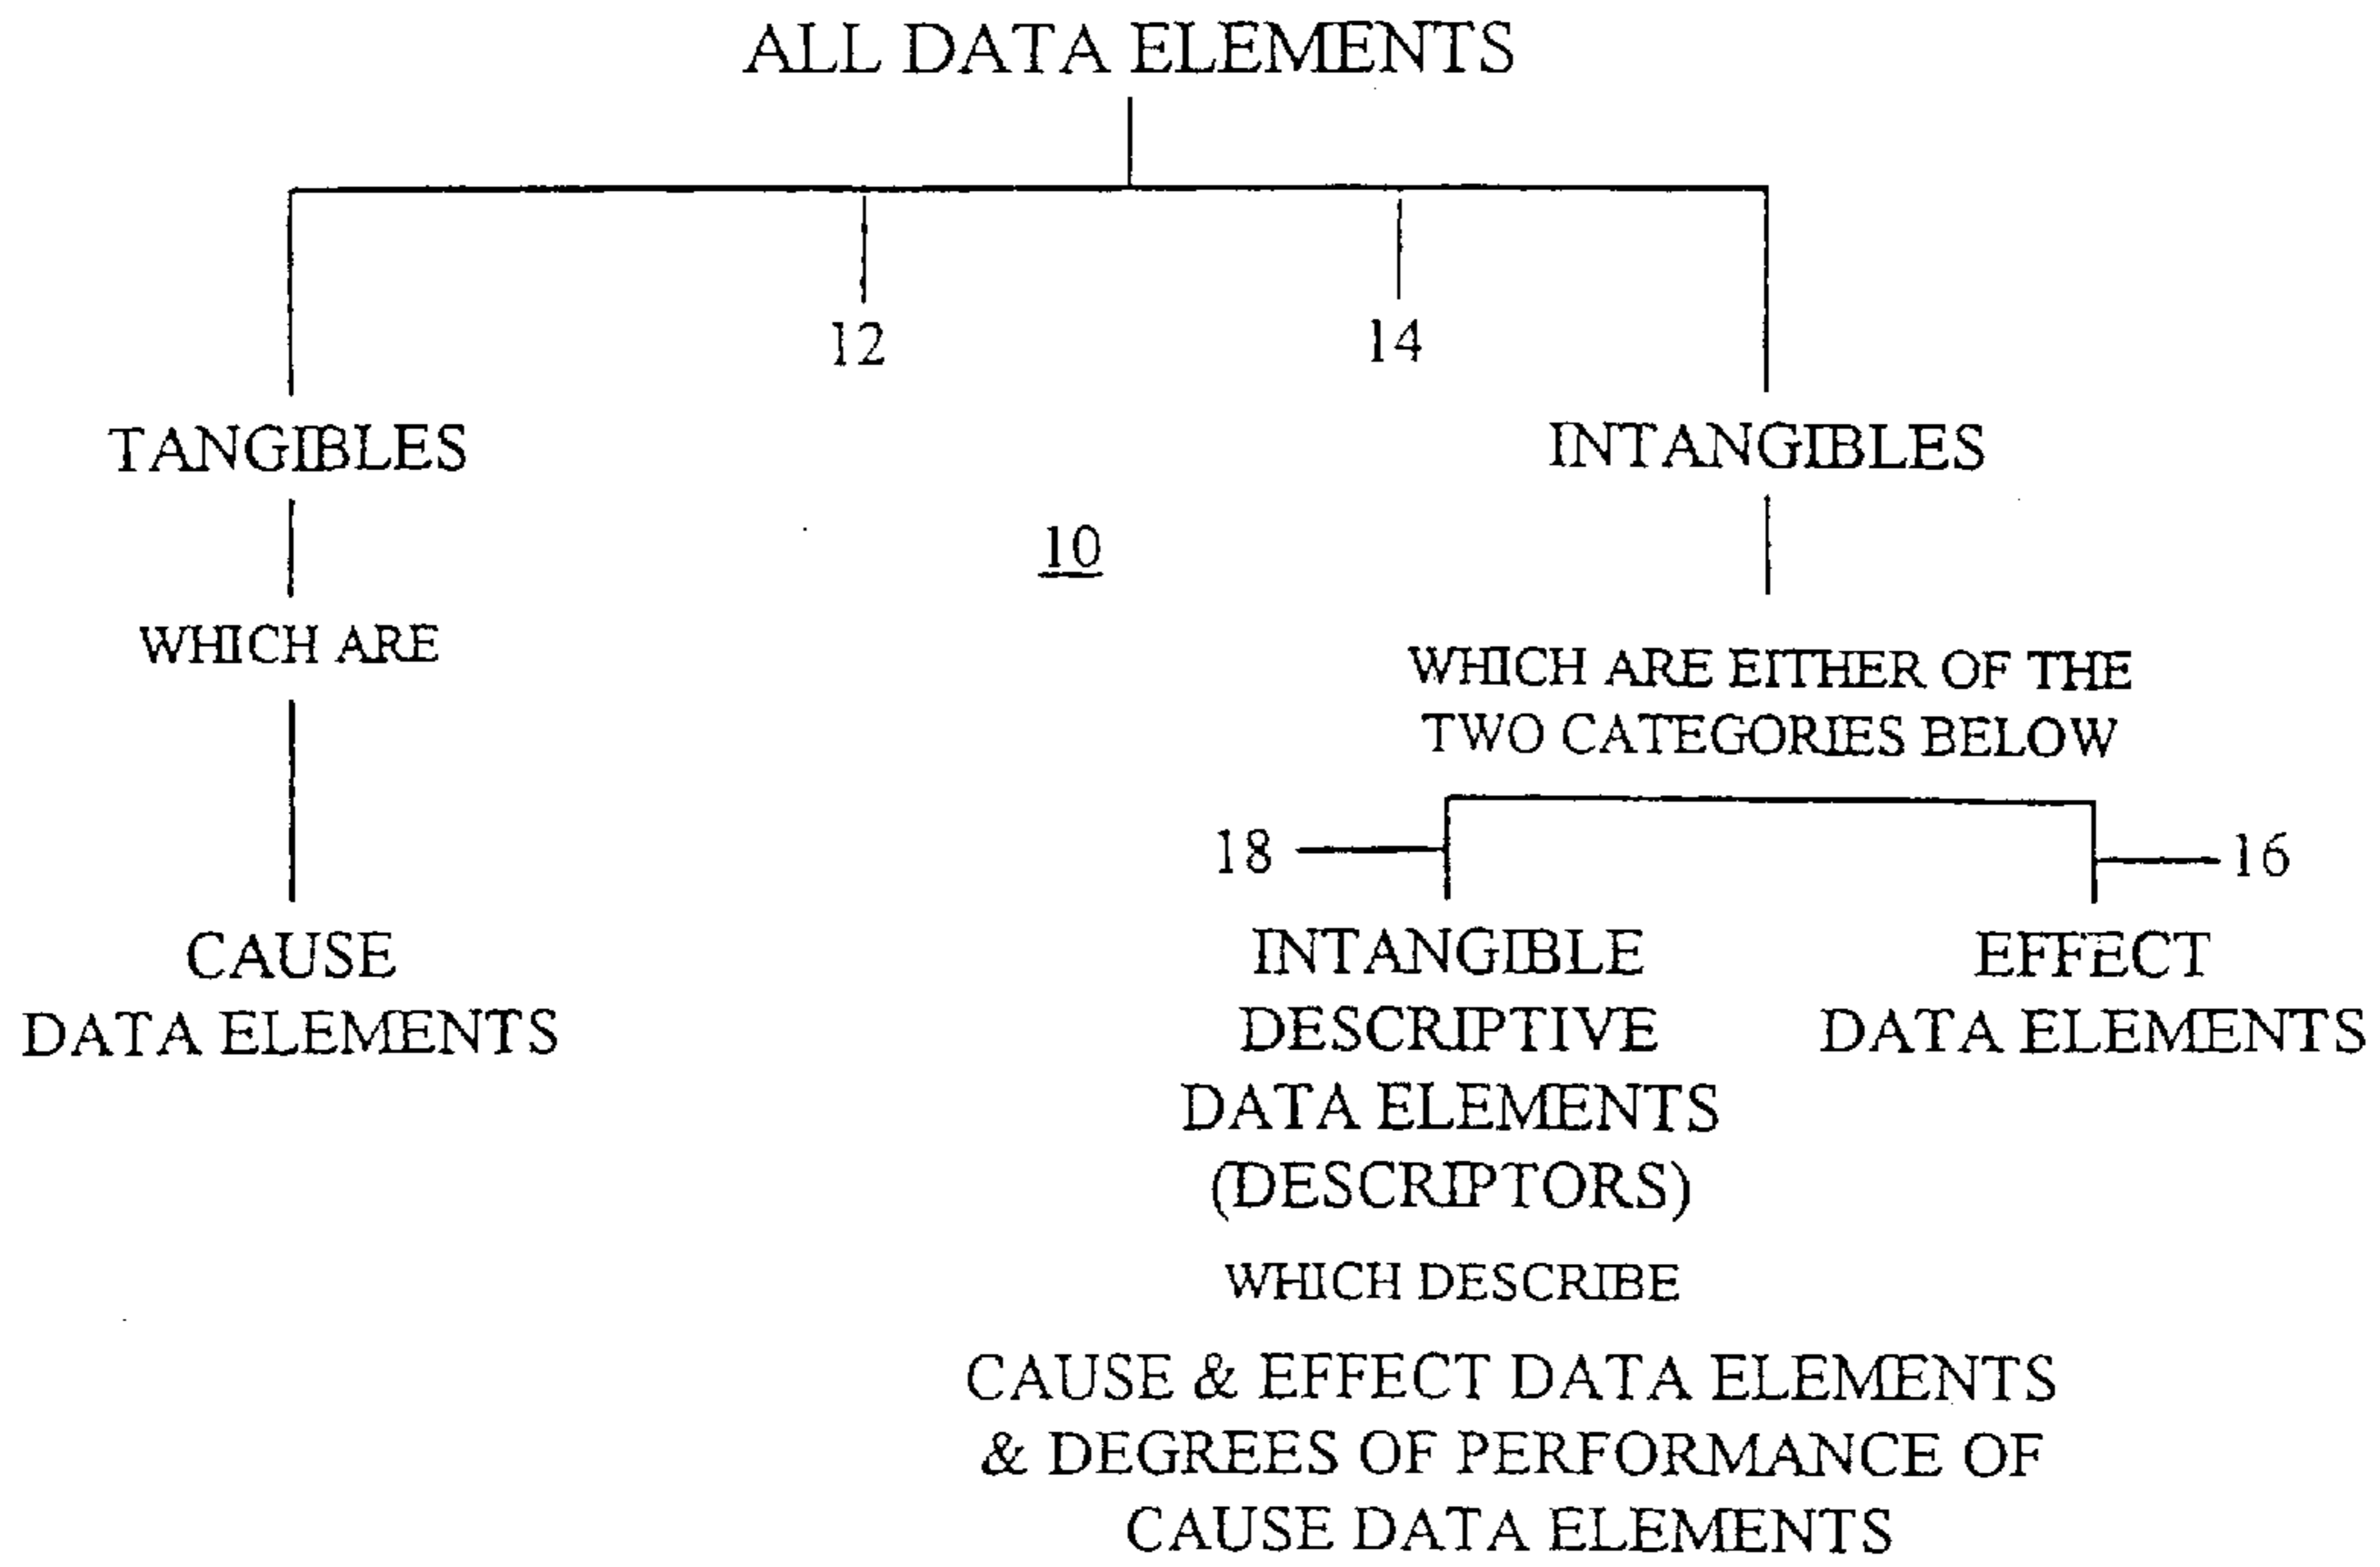 ALL DATA ELEMENTS
12
14
TANGIBLES
INTANGIBLES
10
WHICH ARE
WHICH ARE EITHER OF THE
TWO CATEGORIES BELOW
18
16
CAUSE
DATA ELEMENTS
INTANGIBLE
DESCRIPTIVE
DATA ELEMENTS
(DESCRIPTORS)
WHICH DESCRIBE
CAUSE & EFFECT DATA ELEMENTS
& DEGREES OF PERFORMANCE OF
CAUSE DATA ELEMENTS
EFFECT
DATA ELEMENTS